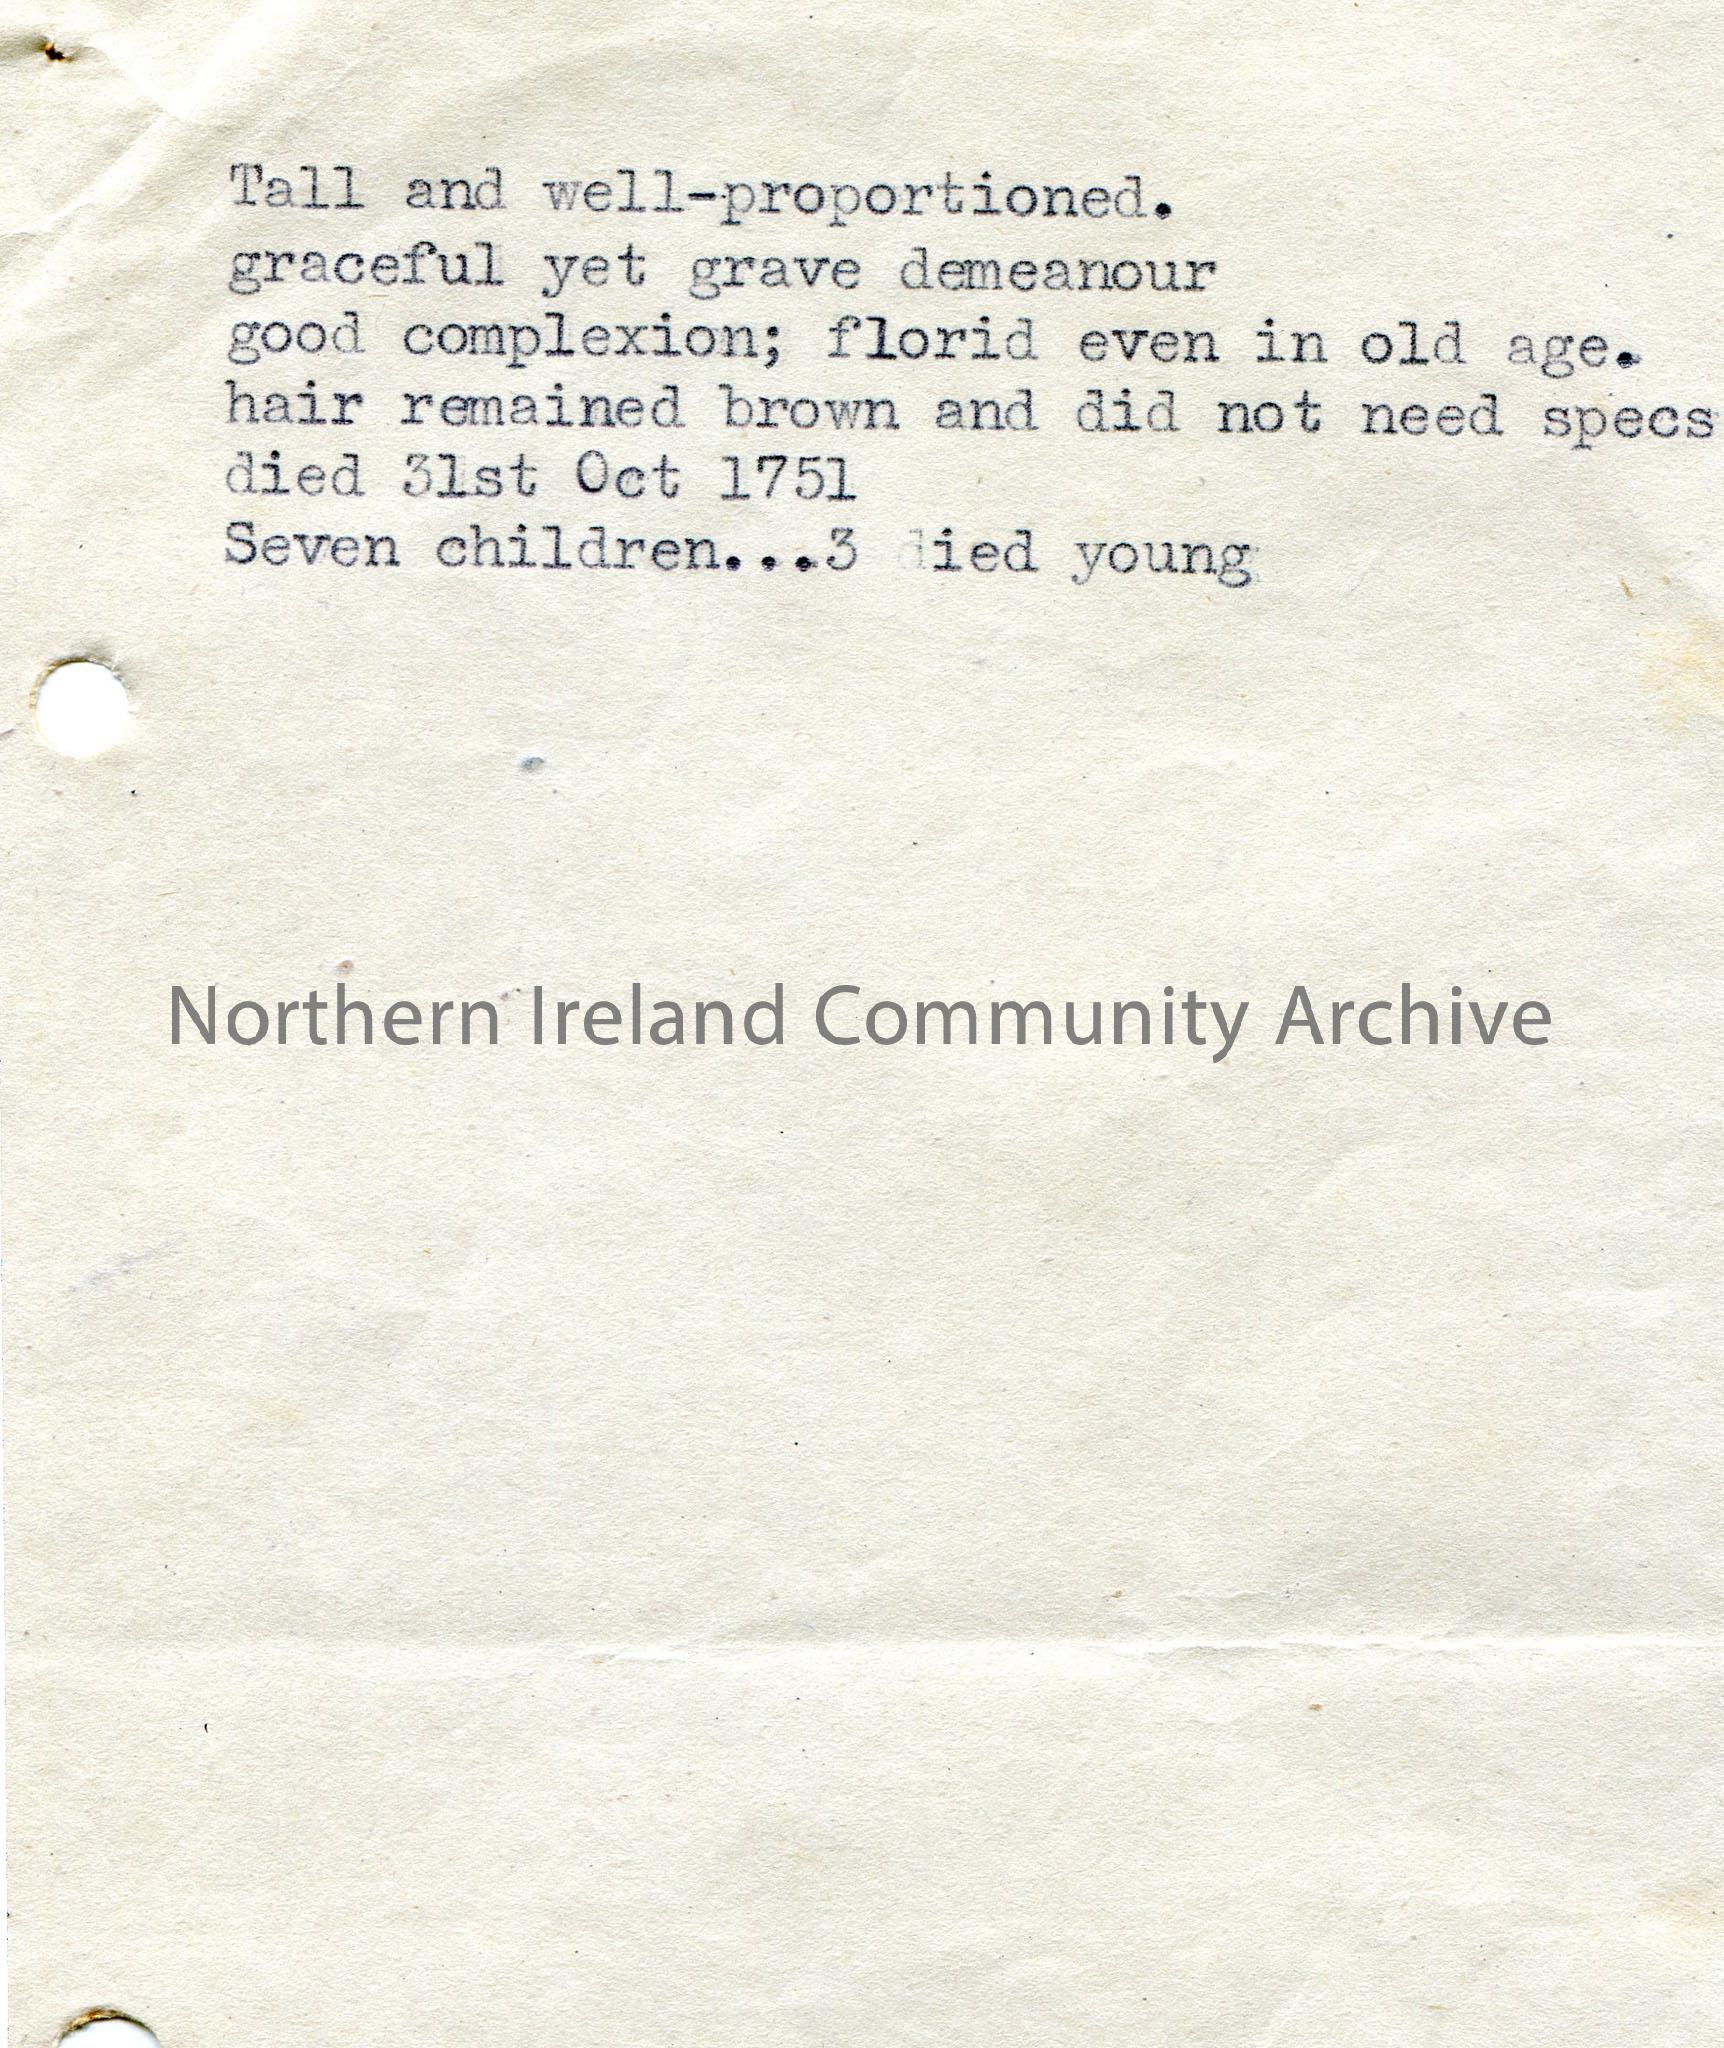 Tall and well-proportioned.
graceful yet grave demeanour
good complexion; florid even in old age.
hair remained brown and did not need specs
died 31st Oct 1751
Seven children...3 died young
Northern Ireland Community Archive